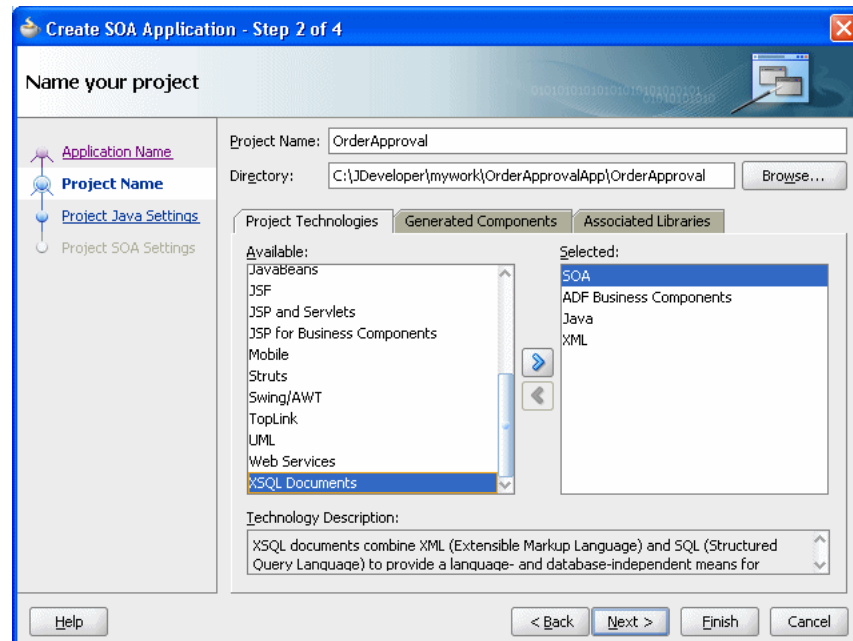 Create SOA Application - Step 2 of 4
Name your project
Application Name
Project Name
Project Java Settings
Project SOA Settings
Project Name: OrderApproval
Directory: C:\JDeveloper\mywork\OrderApprovalApp\OrderApproval Browse...
Project Technologies Generated Components Associated Libraries
Available:
JavaBeans
JSF
JSP and Servlets
JSP for Business Components
Mobile
Struts
Swing/AWT
TopLink
UML
Web Services
XSQL Documents
Selected:
SOA
ADF Business Components
Java
XML
Technology Description:
XSQL documents combine XML (Extensible Markup Language) and SQL (Structured
Query Language) to provide a language- and database-independent means for
Help < Back Next > Finish Cancel